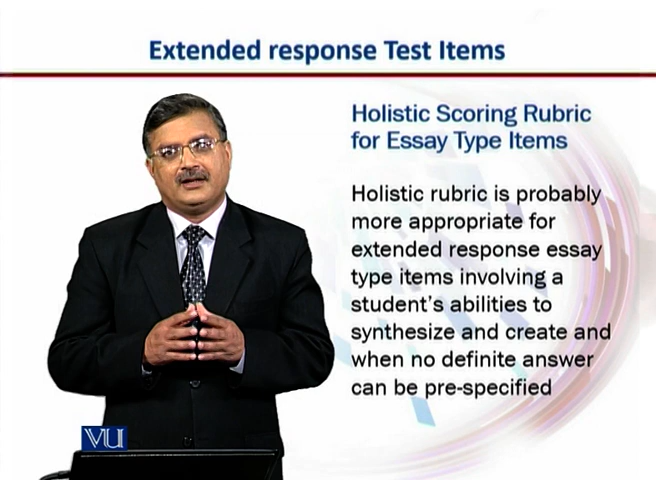 Extended response Test Items
Holistic Scoring Rubric
for Essay Type Items
Holistic rubric is probably
more appropriate for
extended response essay
type items involving a
student's abilities to
synthesize and create and
when no definite answer
can be pre-specified
VU